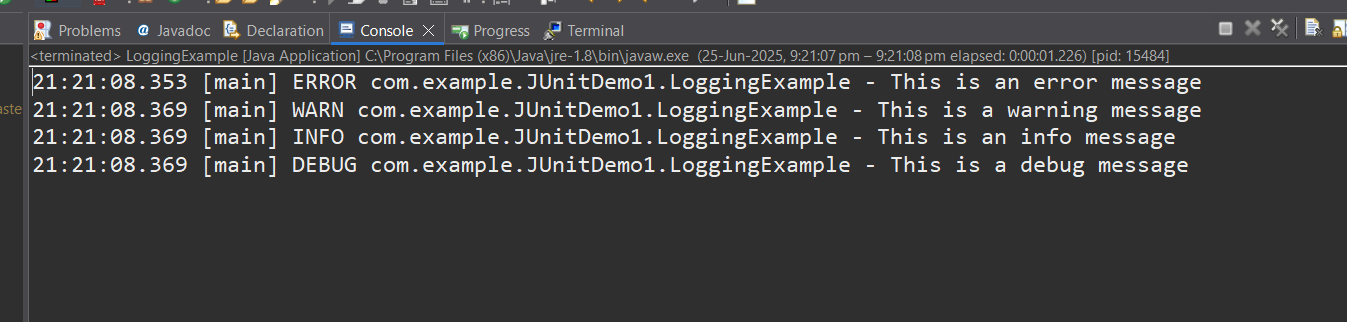 Problems @ Javadoc Declaration Console Progress Terminal
<terminated> LoggingExample [Java Application] C:\Program Files (x86)\Java\jre-1.8\bin\javaw.exe (25-Jun-2025, 9:21:07 pm – 9:21:08 pm elapsed: 0:00:01.226) [pid: 15484]
21:21:08.353 [main] ERROR com.example.JUnitDemo1.LoggingExample - This is an error message
21:21:08.369 [main] WARN com.example.JUnitDemo1.LoggingExample - This is a warning message
21:21:08.369 [main] INFO com.example.JUnitDemo1.LoggingExample - This is an info message
21:21:08.369 [main] DEBUG com.example.JUnitDemo1.LoggingExample - This is a debug message